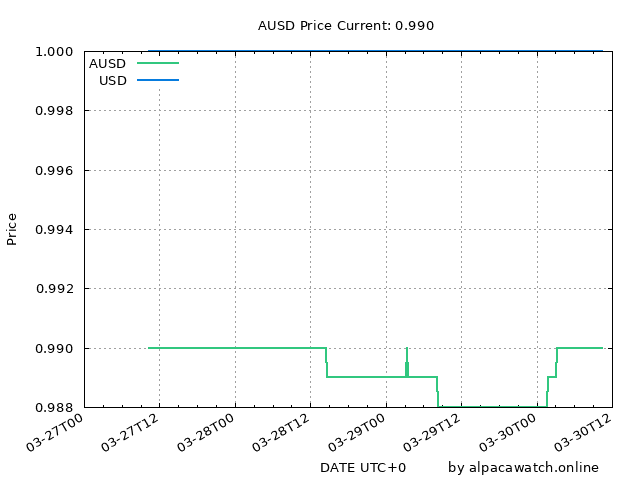 AUSD Price Current: 0.990
1.000
AUSD
USD
0.998
0.996
0.994
Price
0.992
0.990
0.988
03-27T00
03-27T12
03-28T00
03-28T12
03-29T00
03-29T12
03-30T00
03-30T12
DATE UTC+0
by alpacawatch.online